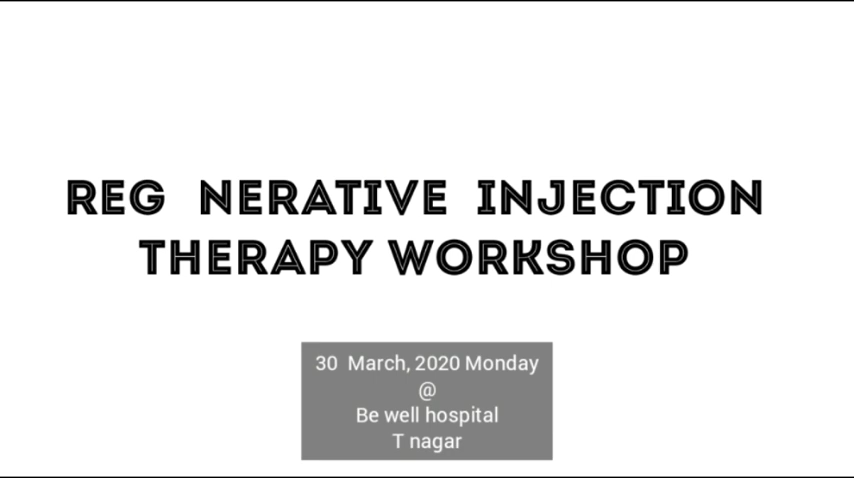 REG NERATIVE INJECTION
THERAPY WORKSHOP
30 March, 2020 Monday
@
Be well hospital
T nagar